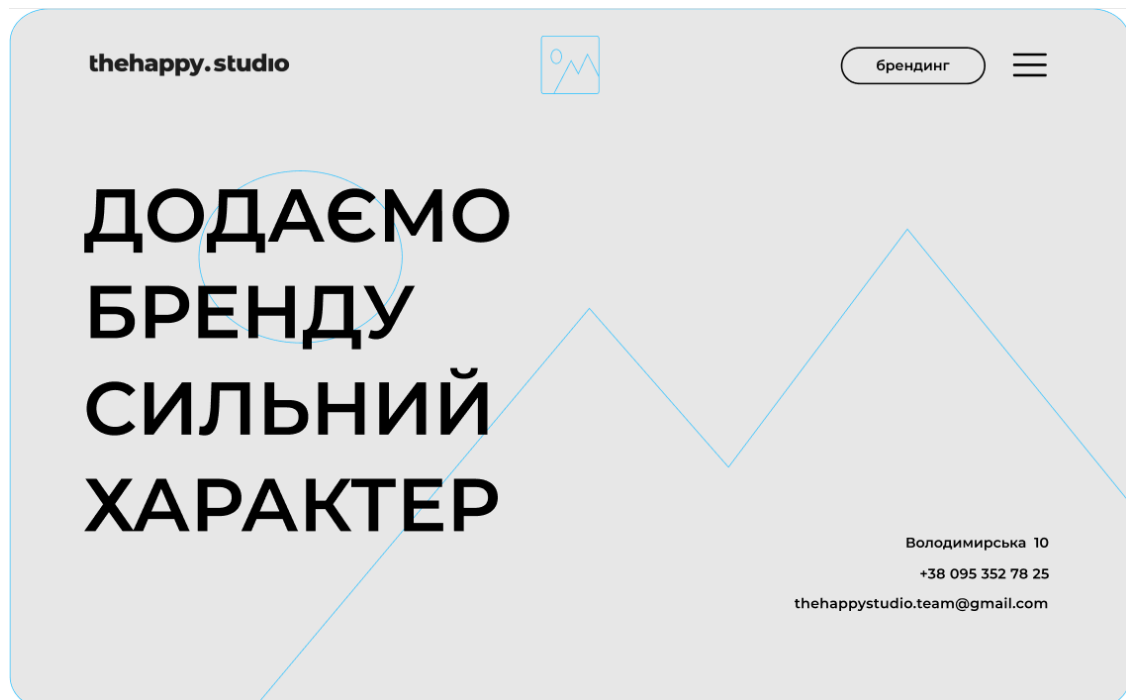 thehappy.studio
брендинг
ДОДАЄМО
БРЕНДУ
СИЛЬНИЙ
ХАРАКТЕР
Володимирська 10
+38 095 352 78 25
thehappystudio.team@gmail.com